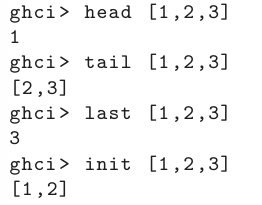 ghci> head [1,2,3]
1
ghci> tail [1,2,3]
[2,3]
ghci> last [1,2,3]
3
ghci> init [1,2,3]
[1,2]